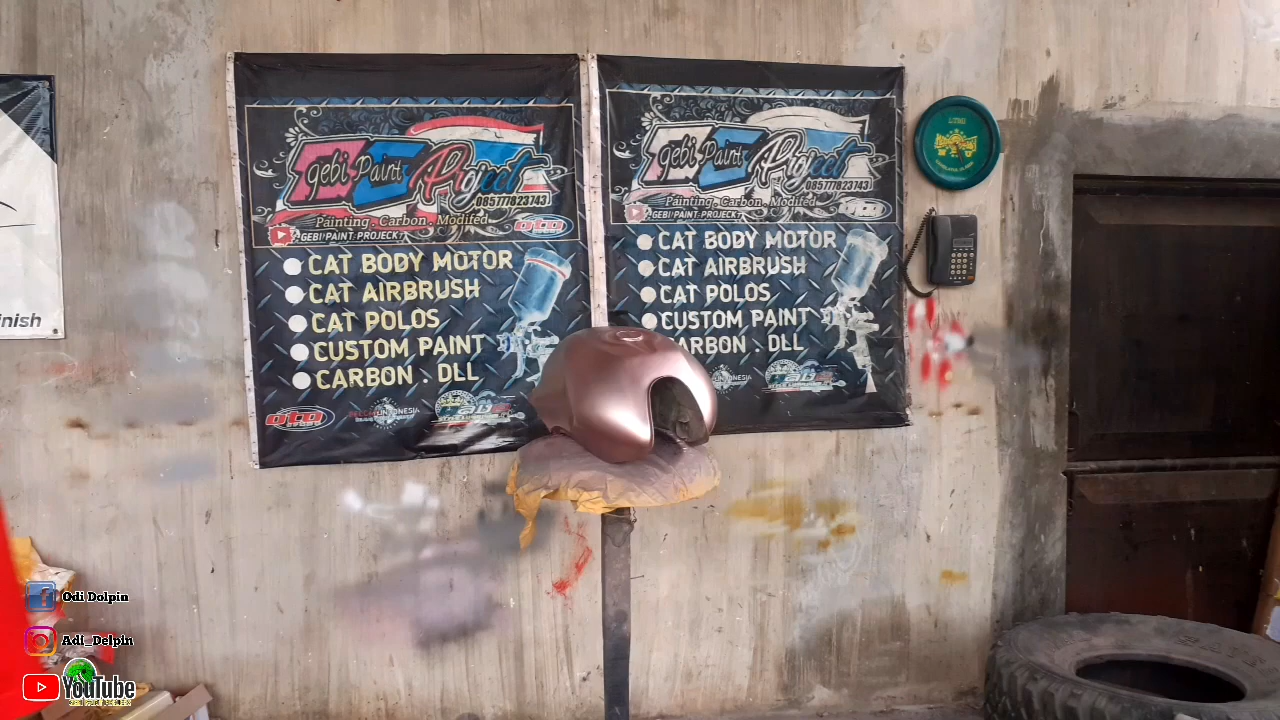 inish
gebi Paint Project
085777823743
Painting . Carbon . Modifed
GEBI PAINT PROJECK
CAT BODY MOTOR
CAT AIRBRUSH
CAT POLOS
CUSTOM PAINT
CARBON . DLL
gebi Paint Project
085777823743
Painting . Carbon . Modifed
GEBI PAINT PROJECK
CAT BODY MOTOR
CAT AIRBRUSH
CAT POLOS
CUSTOM PAINT
CARBON . DLL
Odi Dolpin
Adi_Delpin
YouTube